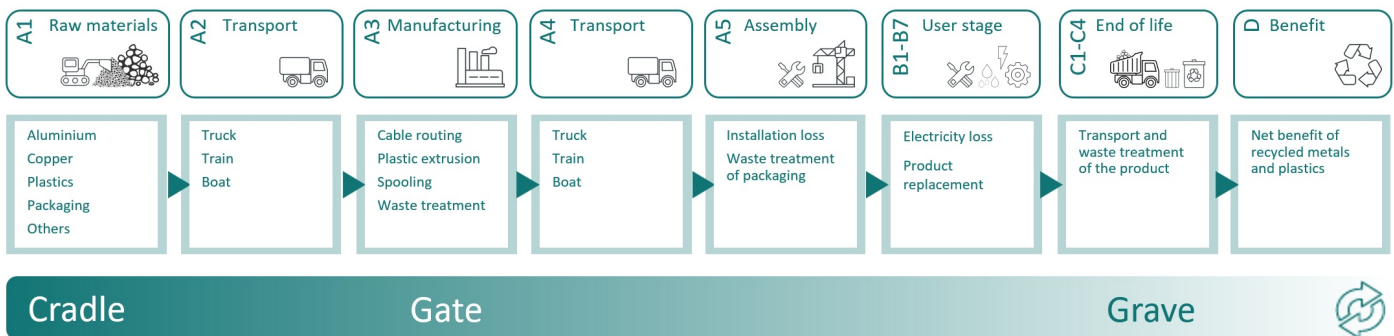 A1 Raw materials
A2 Transport
A3 Manufacturing
A4 Transport
A5 Assembly
B1-B7 User stage
C1-C4 End of life
D Benefit
Aluminium
Copper
Plastics
Packaging
Others
Truck
Train
Boat
Cable routing
Plastic extrusion
Spooling
Waste treatment
Truck
Train
Boat
Installation loss
Waste treatment
of packaging
Electricity loss
Product
replacement
Transport and
waste treatment
of the product
Net benefit of
recycled metals
and plastics
Cradle
Gate
Grave